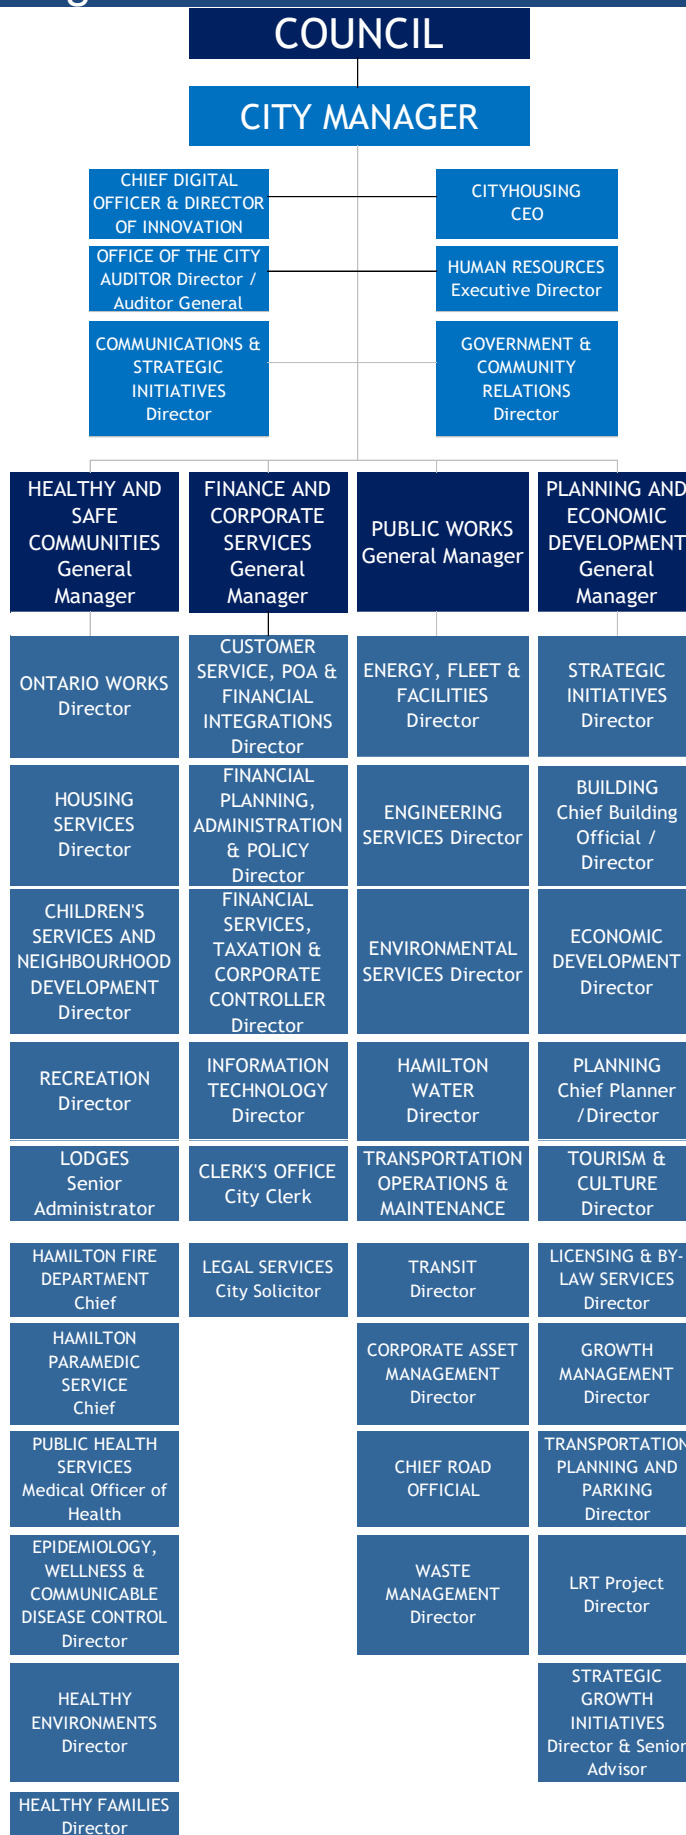 COUNCIL
CITY MANAGER
CHIEF DIGITAL
OFFICER & DIRECTOR
OF INNOVATION
CITYHOUSING
CEO
OFFICE OF THE CITY
AUDITOR Director /
Auditor General
HUMAN RESOURCES
Executive Director
COMMUNICATIONS &
STRATEGIC
INITIATIVES
Director
GOVERNMENT &
COMMUNITY
RELATIONS
Director
HEALTHY AND
SAFE
COMMUNITIES
General
Manager
FINANCE AND
CORPORATE
SERVICES
General
Manager
PUBLIC WORKS
General Manager
PLANNING AND
ECONOMIC
DEVELOPMENT
General
Manager
ONTARIO WORKS
Director
CUSTOMER
SERVICE, POA &
FINANCIAL
INTEGRATIONS
Director
ENERGY, FLEET &
FACILITIES
Director
STRATEGIC
INITIATIVES
Director
HOUSING
SERVICES
Director
FINANCIAL
PLANNING,
ADMINISTRATION
& POLICY
Director
ENGINEERING
SERVICES Director
BUILDING
Chief Building
Official /
Director
CHILDREN'S
SERVICES AND
NEIGHBOURHOOD
DEVELOPMENT
Director
FINANCIAL
SERVICES,
TAXATION &
CORPORATE
CONTROLLER
Director
ENVIRONMENTAL
SERVICES Director
ECONOMIC
DEVELOPMENT
Director
RECREATION
Director
INFORMATION
TECHNOLOGY
Director
HAMILTON
WATER
Director
PLANNING
Chief Planner
/Director
LODGES
Senior
Administrator
CLERK'S OFFICE
City Clerk
TRANSPORTATION
OPERATIONS &
MAINTENANCE
TOURISM &
CULTURE
Director
HAMILTON FIRE
DEPARTMENT
Chief
LEGAL SERVICES
City Solicitor
TRANSIT
Director
LICENSING & BY-
LAW SERVICES
Director
HAMILTON
PARAMEDIC
SERVICE
Chief
CORPORATE ASSET
MANAGEMENT
Director
GROWTH
MANAGEMENT
Director
PUBLIC HEALTH
SERVICES
Medical Officer of
Health
CHIEF ROAD
OFFICIAL
TRANSPORTATION
PLANNING AND
PARKING
Director
EPIDEMIOLOGY,
WELLNESS &
COMMUNICABLE
DISEASE CONTROL
Director
WASTE
MANAGEMENT
Director
LRT Project
Director
HEALTHY
ENVIRONMENTS
Director
STRATEGIC
GROWTH
INITIATIVES
Director & Senior
Advisor
HEALTHY FAMILIES
Director